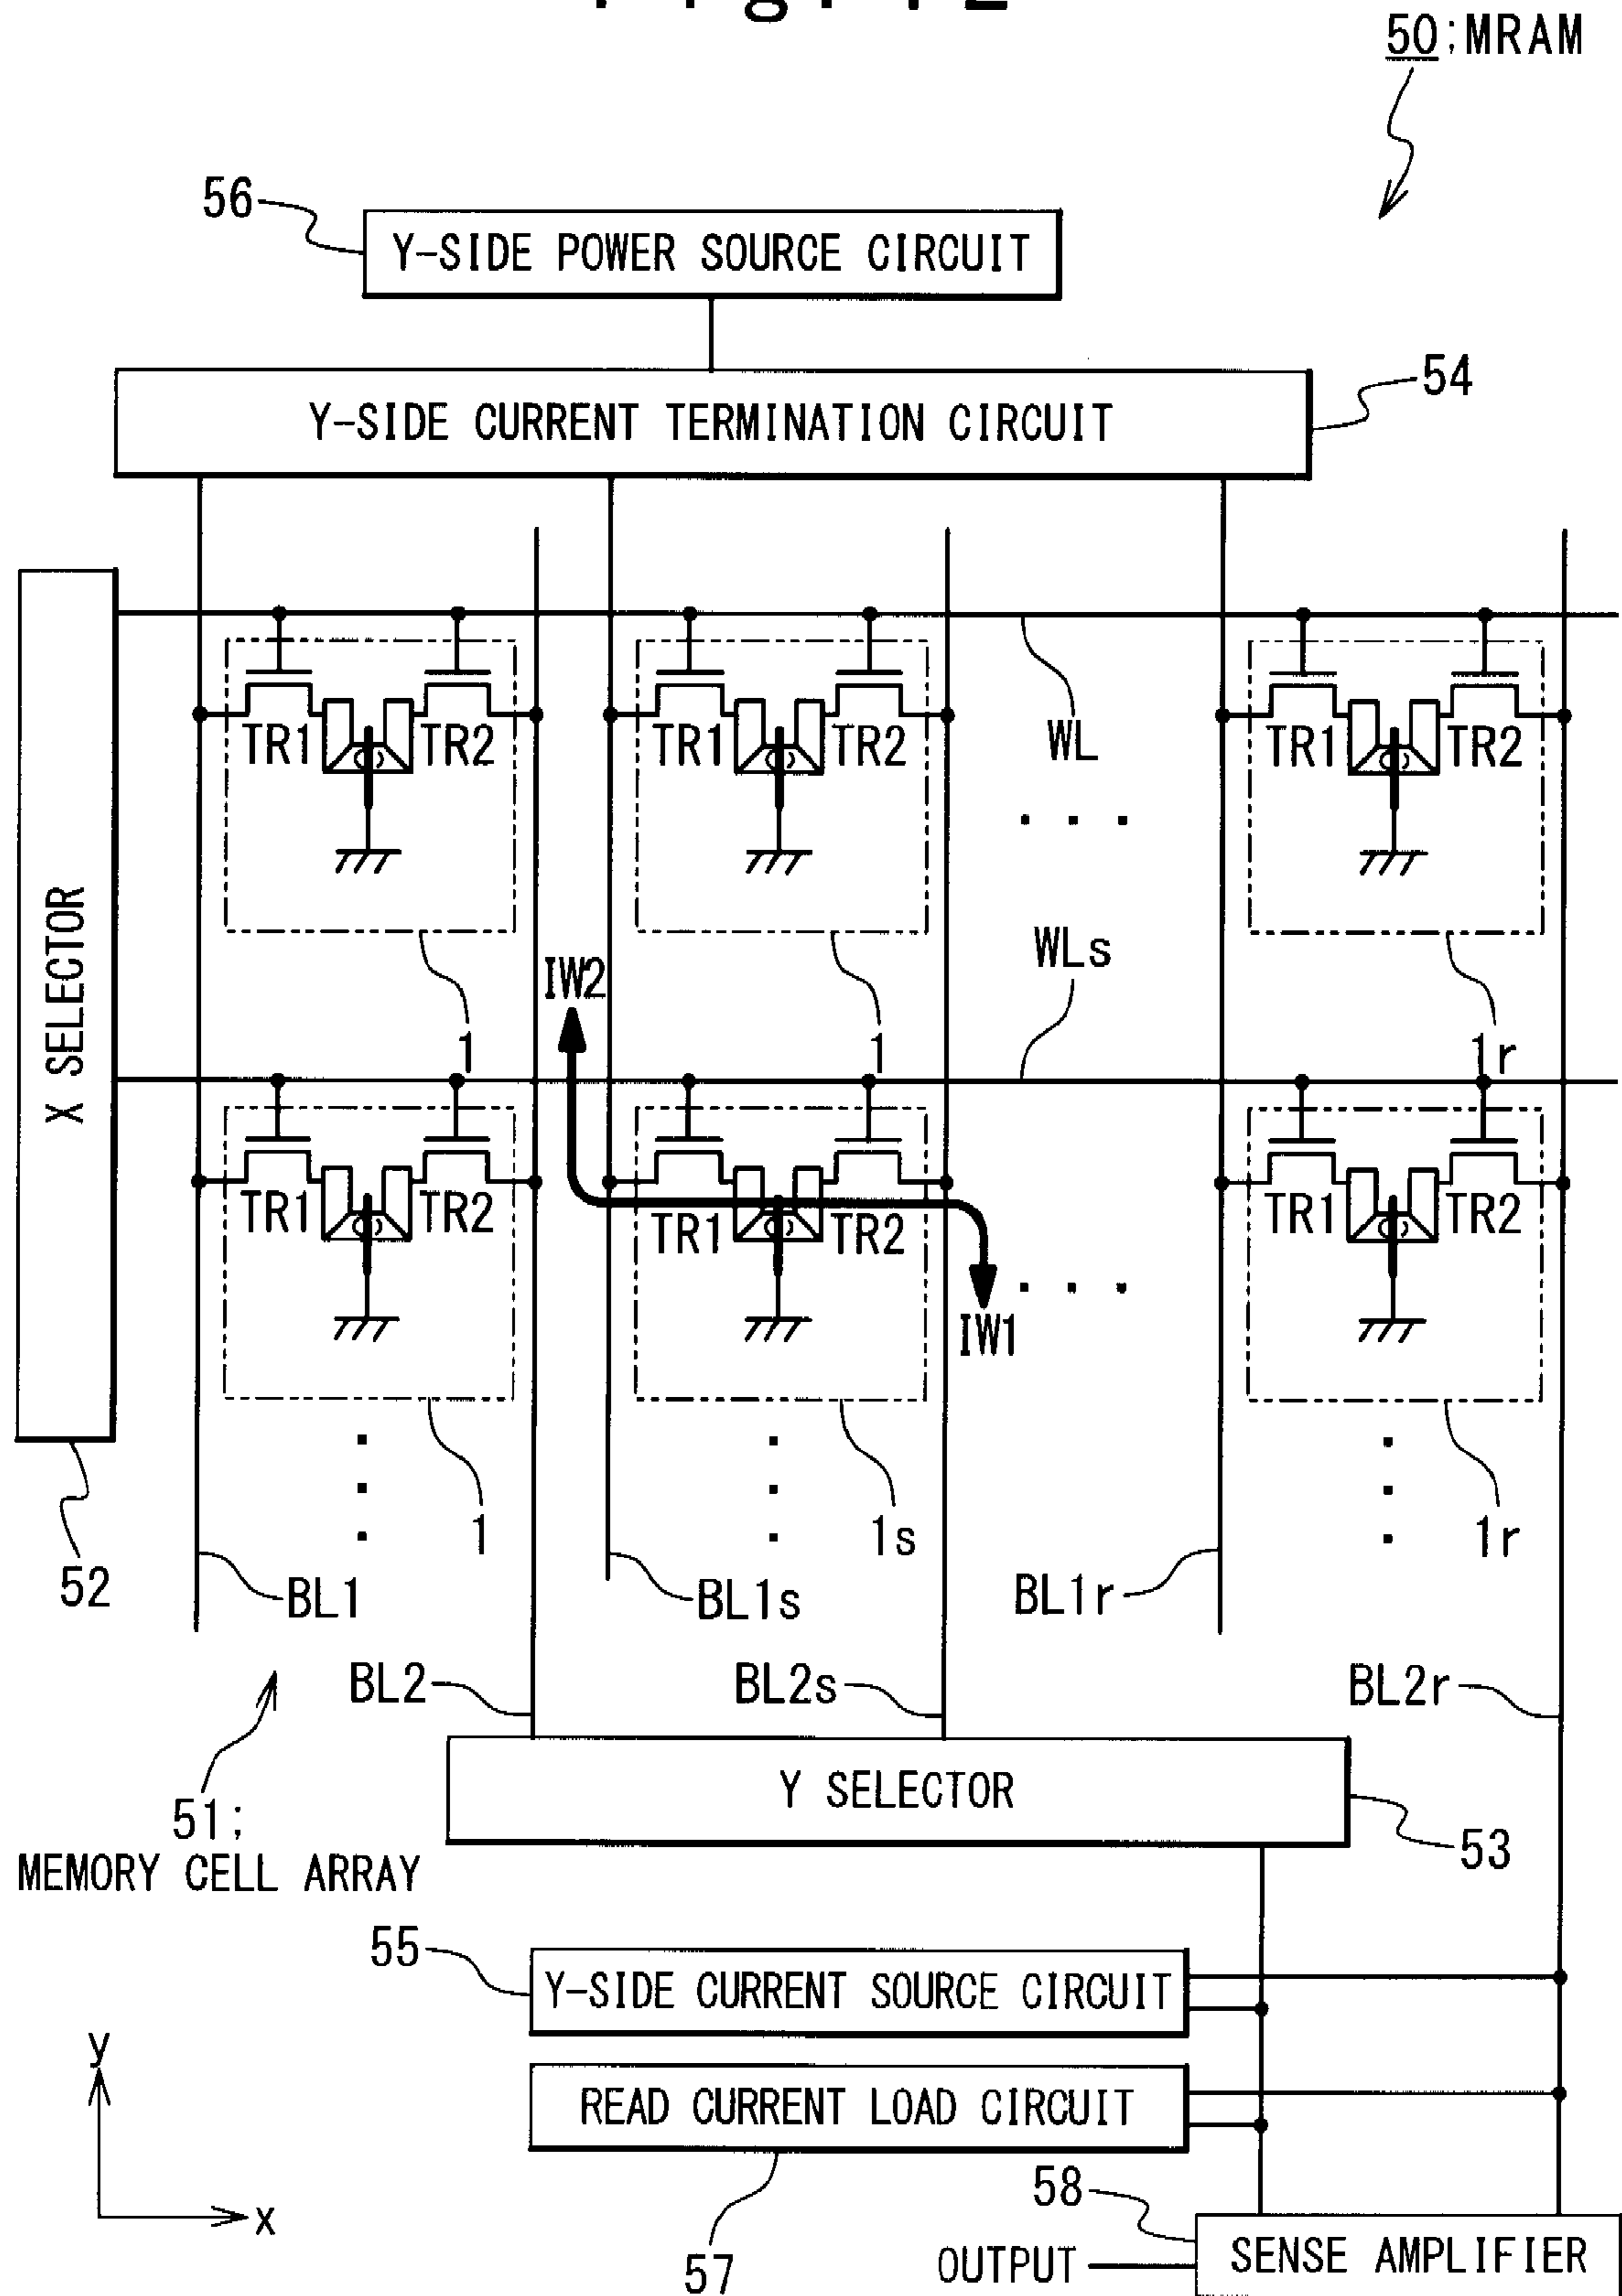 50;MRAM
56
Y-SIDE POWER SOURCE CIRCUIT
54
Y-SIDE CURRENT TERMINATION CIRCUIT
TR1 TR2 TR1 TR2 WL TR1 TR2
. . .
X SELECTOR
WLs
IW2
1 1 1r
TR1 TR2 TR1 TR2 TR1 TR2
. . .
IW1
1 1s 1r
52
BL1 BL1s BL1r
BL2 BL2s BL2r
Y SELECTOR
51;
MEMORY CELL ARRAY
53
55
Y-SIDE CURRENT SOURCE CIRCUIT
y
READ CURRENT LOAD CIRCUIT
x
58
57
OUTPUT
SENSE AMPLIFIER